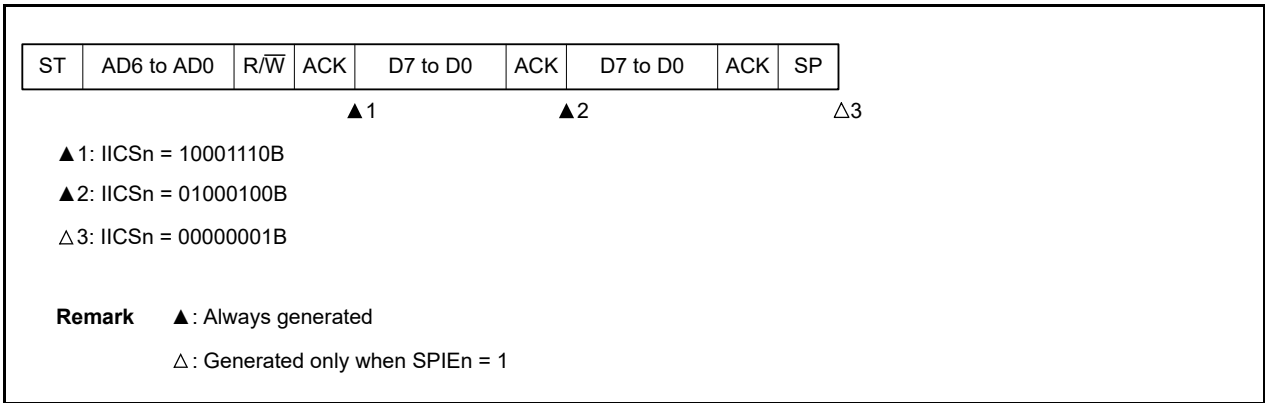 ST AD6 to AD0 R/W̅ ACK D7 to D0 ACK D7 to D0 ACK SP
▲1 ▲2 △3
▲1: IICSn = 10001110B
▲2: IICSn = 01000100B
△3: IICSn = 00000001B
Remark ▲: Always generated
△: Generated only when SPIEn = 1